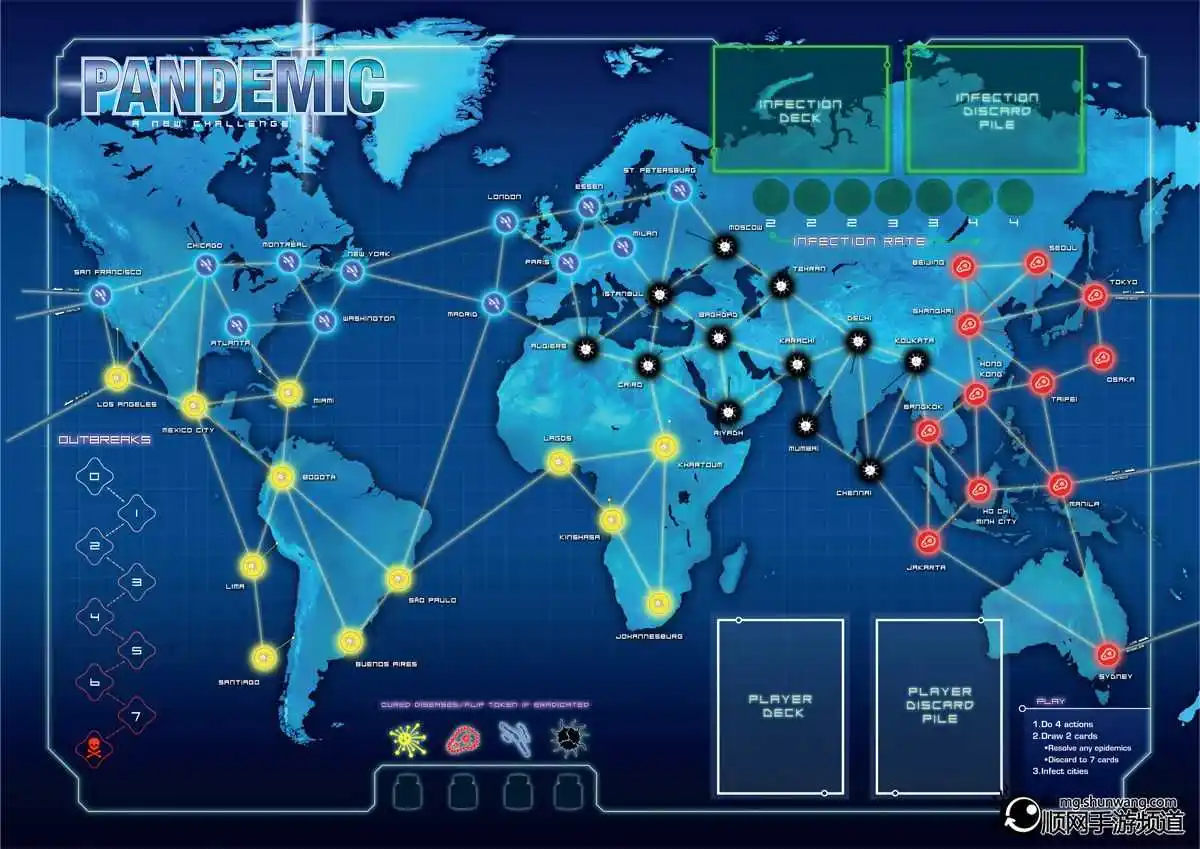 PANDEMIC
A NEW CHALLENGE
INFECTION
DECK
INFECTION
DISCARD
PILE
2 2 2 3 3 4 4
INFECTION RATE
ST. PETERSBURG
ESSEN
LONDON
MOSCOW
MILAN
CHICAGO
MONTREAL
NEW YORK
SAN FRANCISCO
PARIS
TEHRAN
BEIJING
SEOUL
TOKYO
ISTANBUL
WASHINGTON
MADRID
BAGHDAD
SHANGHAI
ATLANTA
ALGIERS
KARACHI
DELHI
KOLKATA
HONG
KONG
OSAKA
CAIRO
LOS ANGELES
MIAMI
TAIPEI
BANGKOK
MEXICO CITY
RIYADH
OUTBREAKS
LAGOS
MUMBAI
KHARTOUM
BOGOTA
0
CHENNAI
MANILA
1
HO CHI
MINH CITY
KINSHASA
2
JAKARTA
3
LIMA
SÃO PAULO
4
JOHANNESBURG
5
BUENOS AIRES
SANTIAGO
SYDNEY
6
7
CURED DISEASES/FLIP TOKEN IF ERADICATED
PLAYER
DECK
PLAYER
DISCARD
PILE
PLAY
1.Do 4 actions
2.Draw 2 cards
•Resolve any epidemics
•Discard to 7 cards
3.Infect cities
mg.shunwang.com
顺网手游频道